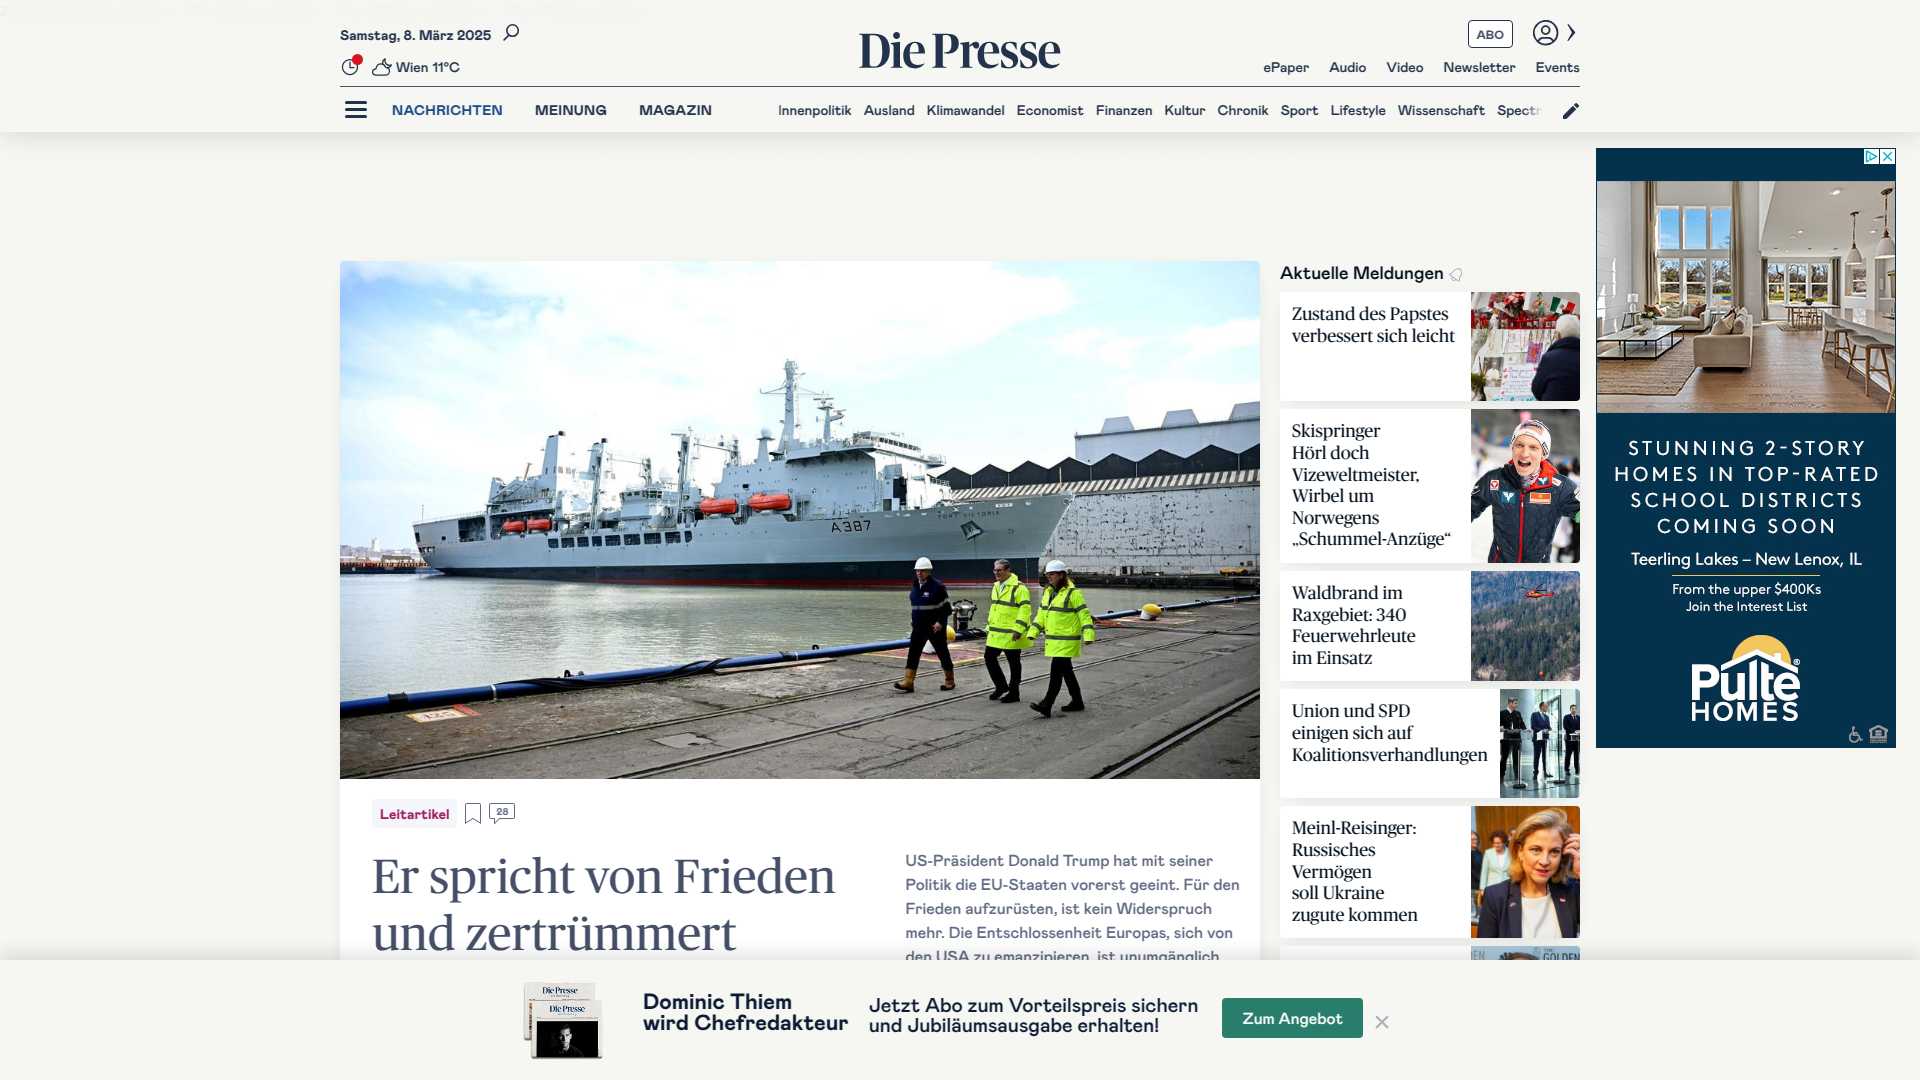 Samstag, 8. März 2025
Wien 11°C
Die Presse
ABO
ePaper Audio Video Newsletter Events
NACHRICHTEN MEINUNG MAGAZIN
Innenpolitik Ausland Klimawandel Economist Finanzen Kultur Chronik Sport Lifestyle Wissenschaft Spectr
A387
FORT VICTORIA
Leitartikel
28
Er spricht von Frieden
und zertrümmert
US-Präsident Donald Trump hat mit seiner
Politik die EU-Staaten vorerst geeint. Für den
Frieden aufzurüsten, ist kein Widerspruch
mehr. Die Entschlossenheit Europas, sich von
den USA zu emanzipieren, ist unumgänglich
Aktuelle Meldungen
Zustand des Papstes
verbessert sich leicht
Skispringer
Hörl doch
Vizeweltmeister,
Wirbel um
Norwegens
„Schummel-Anzüge“
Waldbrand im
Raxgebiet: 340
Feuerwehrleute
im Einsatz
Union und SPD
einigen sich auf
Koalitionsverhandlungen
Meinl-Reisinger:
Russisches
Vermögen
soll Ukraine
zugute kommen
GOLDEN
STUNNING 2-STORY
HOMES IN TOP-RATED
SCHOOL DISTRICTS
COMING SOON
Teerling Lakes – New Lenox, IL
From the upper $400Ks
Join the Interest List
Pulte®
HOMES
Die Presse
Die Presse
Dominic Thiem
wird Chefredakteur
Jetzt Abo zum Vorteilspreis sichern
und Jubiläumsausgabe erhalten!
Zum Angebot